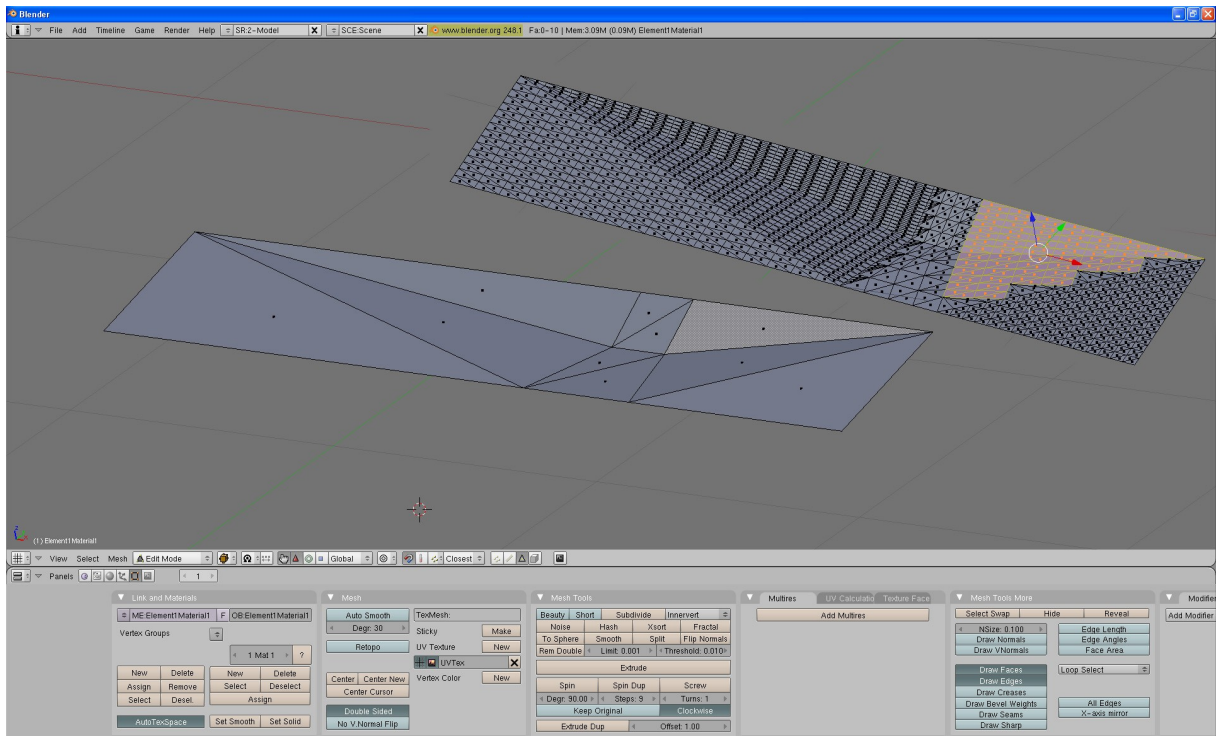 Blender
File Add Timeline Game Render Help SR:2-Model X SCE:Scene X www.blender.org 248.1 Fa:0-10 | Mem:3.09M (0.09M) Element1Material1
z
(1) Element1Material1
View Select Mesh Edit Mode Global Closest
Panels 1
Link and Materials
ME:Element1Material1 F OB:Element1Material1
Vertex Groups
1 Mat 1 ?
New Delete New Delete
Assign Remove Select Deselect
Select Desel. Assign
AutoTexSpace Set Smooth Set Solid
Mesh
Auto Smooth TexMesh:
Degr: 30 Sticky Make
Retopo UV Texture New
UVTex X
Center Center New Vertex Color New
Center Cursor
Double Sided
No V.Normal Flip
Mesh Tools
Beauty Short Subdivide Innervert
Noise Hash Xsort Fractal
To Sphere Smooth Split Flip Normals
Rem Double Limit: 0.001 Threshold: 0.010
Extrude
Spin Spin Dup Screw
Degr: 90.00 Steps: 9 Turns: 1
Keep Original Clockwise
Extrude Dup Offset: 1.00
Multires UV Calculatio Texture Face
Add Multires
Mesh Tools More
Select Swap Hide Reveal
NSize: 0.100 Edge Length
Draw Normals Edge Angles
Draw VNormals Face Area
Draw Faces Loop Select
Draw Edges
Draw Creases
Draw Bevel Weights All Edges
Draw Seams X-axis mirror
Draw Sharp
Modifier
Add Modifier